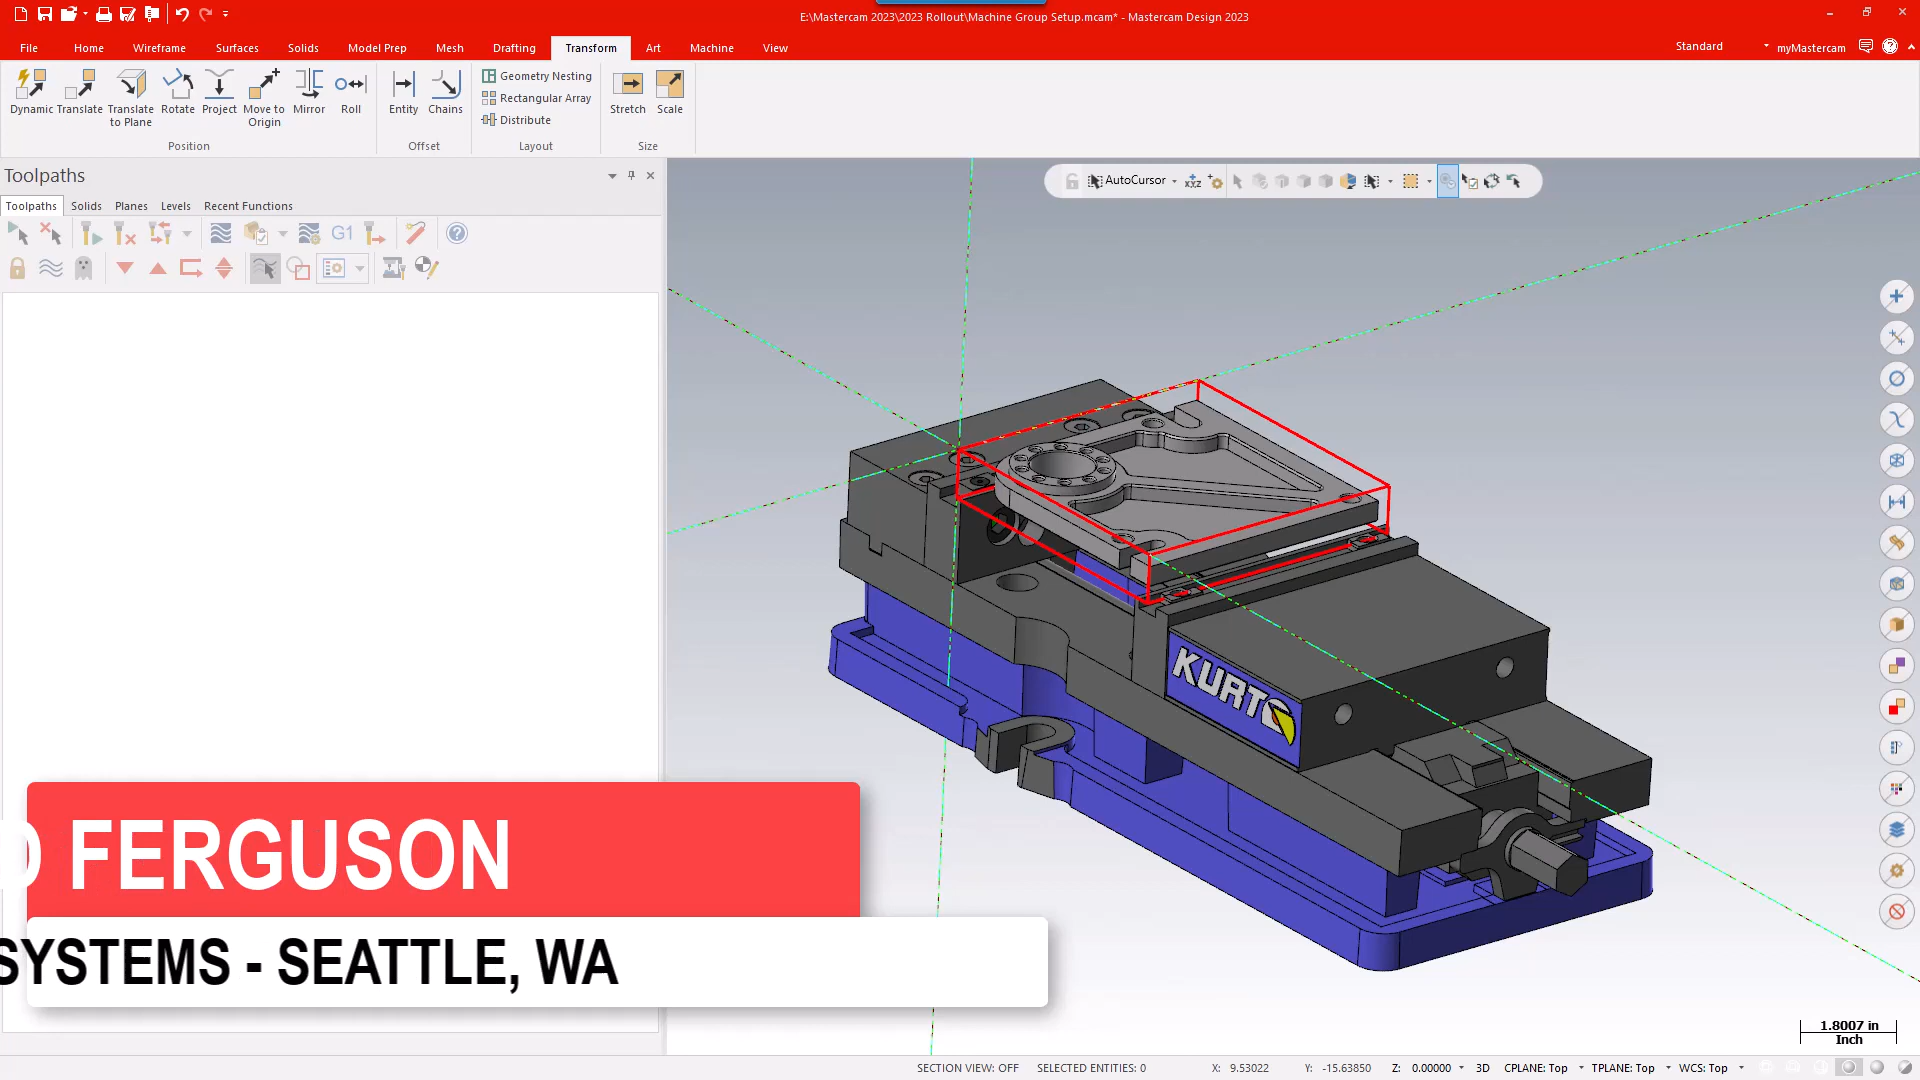 E:\Mastercam 2023\2023 Rollout\Machine Group Setup.mcam* - Mastercam Design 2023
File Home Wireframe Surfaces Solids Model Prep Mesh Drafting Transform Art Machine View
Standard myMastercam
Dynamic Translate Translate to Plane Rotate Project Move to Origin Mirror Roll
Position
Entity Chains
Offset
Geometry Nesting
Rectangular Array
Distribute
Layout
Stretch Scale
Size
Toolpaths
Toolpaths Solids Planes Levels Recent Functions
G1
AutoCursor
KURT
D FERGUSON
SYSTEMS - SEATTLE, WA
1.8007 in
Inch
SECTION VIEW: OFF SELECTED ENTITIES: 0 X: 9.53022 Y: -15.63850 Z: 0.00000 3D CPLANE: Top TPLANE: Top WCS: Top